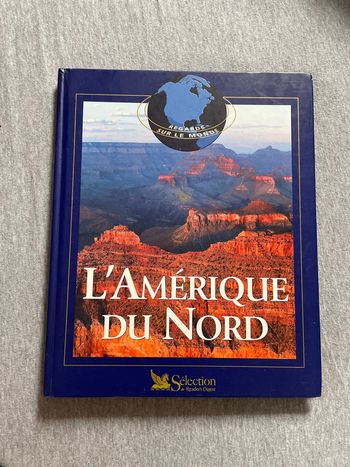 REGARDS
SUR LE MONDE
L'AMÉRIQUE
DU NORD
Sélection
du Reader's Digest